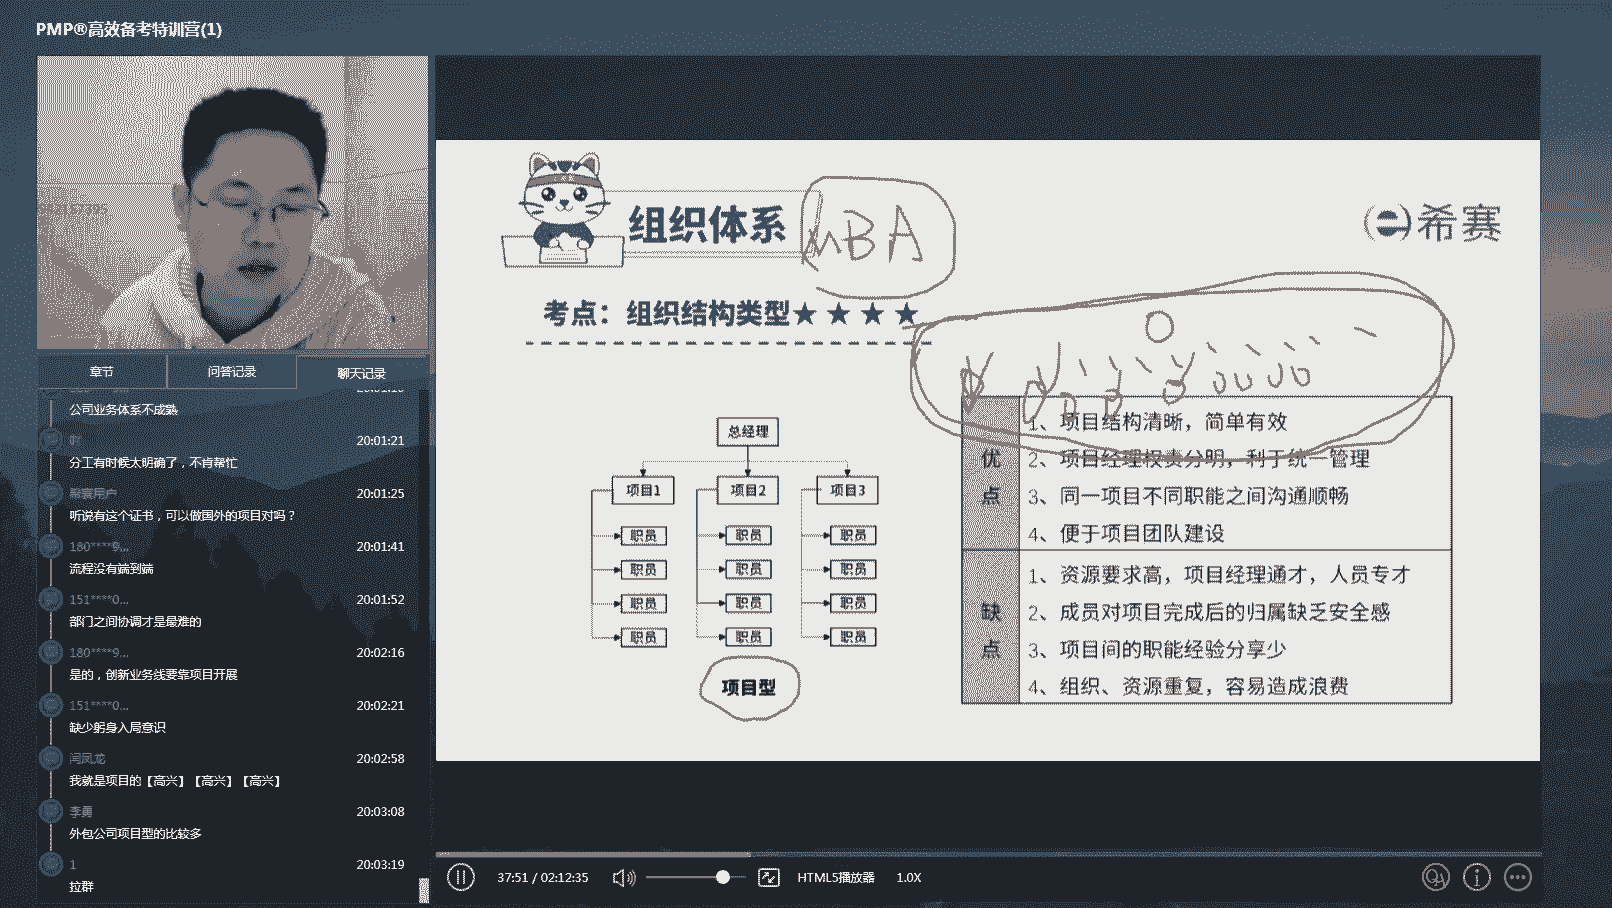 PMP®高效备考特训营(1)
章节
问答记录
聊天记录
公司业务体系不成熟
20:01:21
分工有时候太明确了，不肯帮忙
希赛用户
20:01:25
听说有这个证书，可以做国外的项目对吗？
180****9...
20:01:41
流程没有端到端
151****0...
20:01:52
部门之间协调才是最难的
180****9...
20:02:16
是的，创新业务线要靠项目开展
151****0...
20:02:21
缺少躬身入局意识
闫凤龙
20:02:58
我就是项目的【高兴】【高兴】【高兴】
李勇
20:03:08
外包公司项目型的比较多
1
20:03:19
拉群
组织体系
MBA
希赛
考点：组织结构类型★★★★
总经理
项目1
项目2
项目3
职员
职员
职员
职员
职员
职员
职员
职员
职员
职员
职员
职员
项目型
优点
1、项目结构清晰，简单有效
2、项目经理权责分明，利于统一管理
3、同一项目不同职能之间沟通顺畅
4、便于项目团队建设
缺点
1、资源要求高，项目经理通才，人员专才
2、成员对项目完成后的归属缺乏安全感
3、项目间的职能经验分享少
4、组织、资源重复，容易造成浪费
37:51 / 02:12:35
HTML5播放器
1.0X